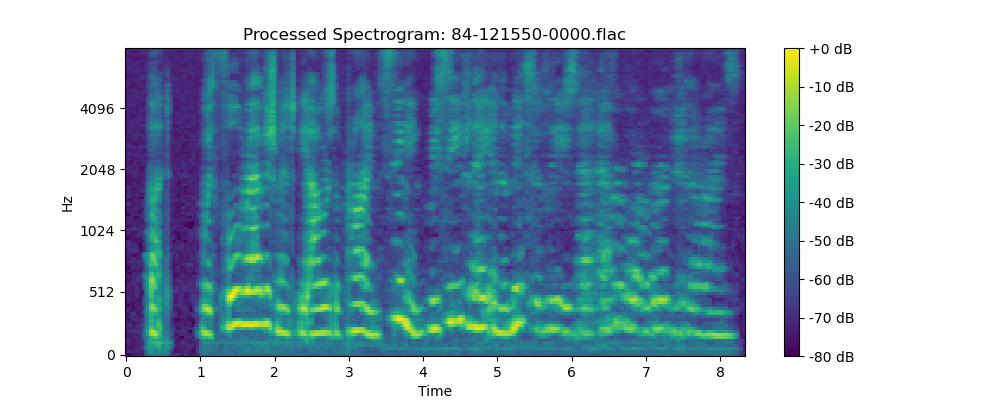 Processed Spectrogram: 84-121550-0000.flac
Hz
4096
2048
1024
512
0
0 1 2 3 4 5 6 7 8
Time
+0 dB
-10 dB
-20 dB
-30 dB
-40 dB
-50 dB
-60 dB
-70 dB
-80 dB